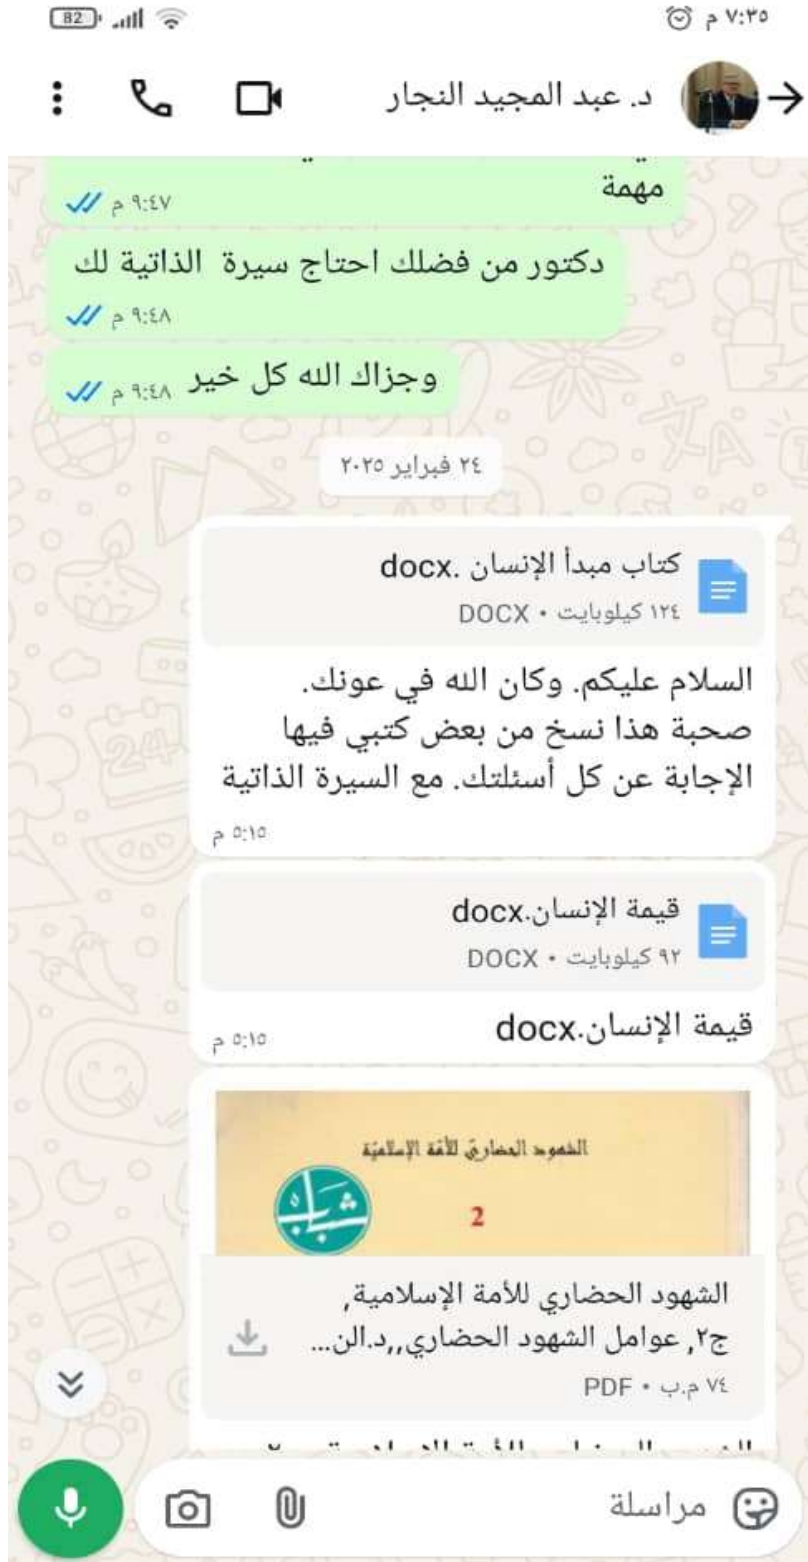 82
٧:٣٥ م
د. عبد المجيد النجار
مهمة
٩:٤٧ م
دكتور من فضلك احتاج سيرة الذاتية لك
٩:٤٨ م
وجزاك الله كل خير
٩:٤٨ م
٢٤ فبراير ٢٠٢٥
كتاب مبدأ الإنسان .docx
١٢٤ كيلوبايت • DOCX
السلام عليكم. وكان الله في عونك.
صحبة هذا نسخ من بعض كتبي فيها
الإجابة عن كل أسئلتك. مع السيرة الذاتية
٥:١٥ م
قيمة الإنسان.docx
٩٢ كيلوبايت • DOCX
قيمة الإنسان.docx
٥:١٥ م
الشهود الحضاري للأمة الإسلامية
2
الشهود الحضاري للأمة الإسلامية,
ج٢, عوامل الشهود الحضاري,,د.الن...
٧٤ م.ب • PDF
مراسلة